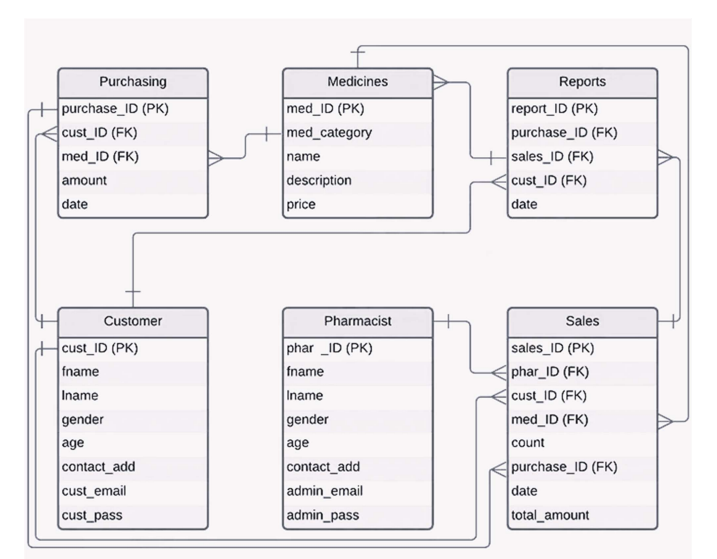 Purchasing
purchase_ID (PK)
cust_ID (FK)
med_ID (FK)
amount
date
Medicines
med_ID (PK)
med_category
name
description
price
Reports
report_ID (PK)
purchase_ID (FK)
sales_ID (FK)
cust_ID (FK)
date
Customer
cust_ID (PK)
fname
lname
gender
age
contact_add
cust_email
cust_pass
Pharmacist
phar _ID (PK)
fname
lname
gender
age
contact_add
admin_email
admin_pass
Sales
sales_ID (PK)
phar_ID (FK)
cust_ID (FK)
med_ID (FK)
count
purchase_ID (FK)
date
total_amount